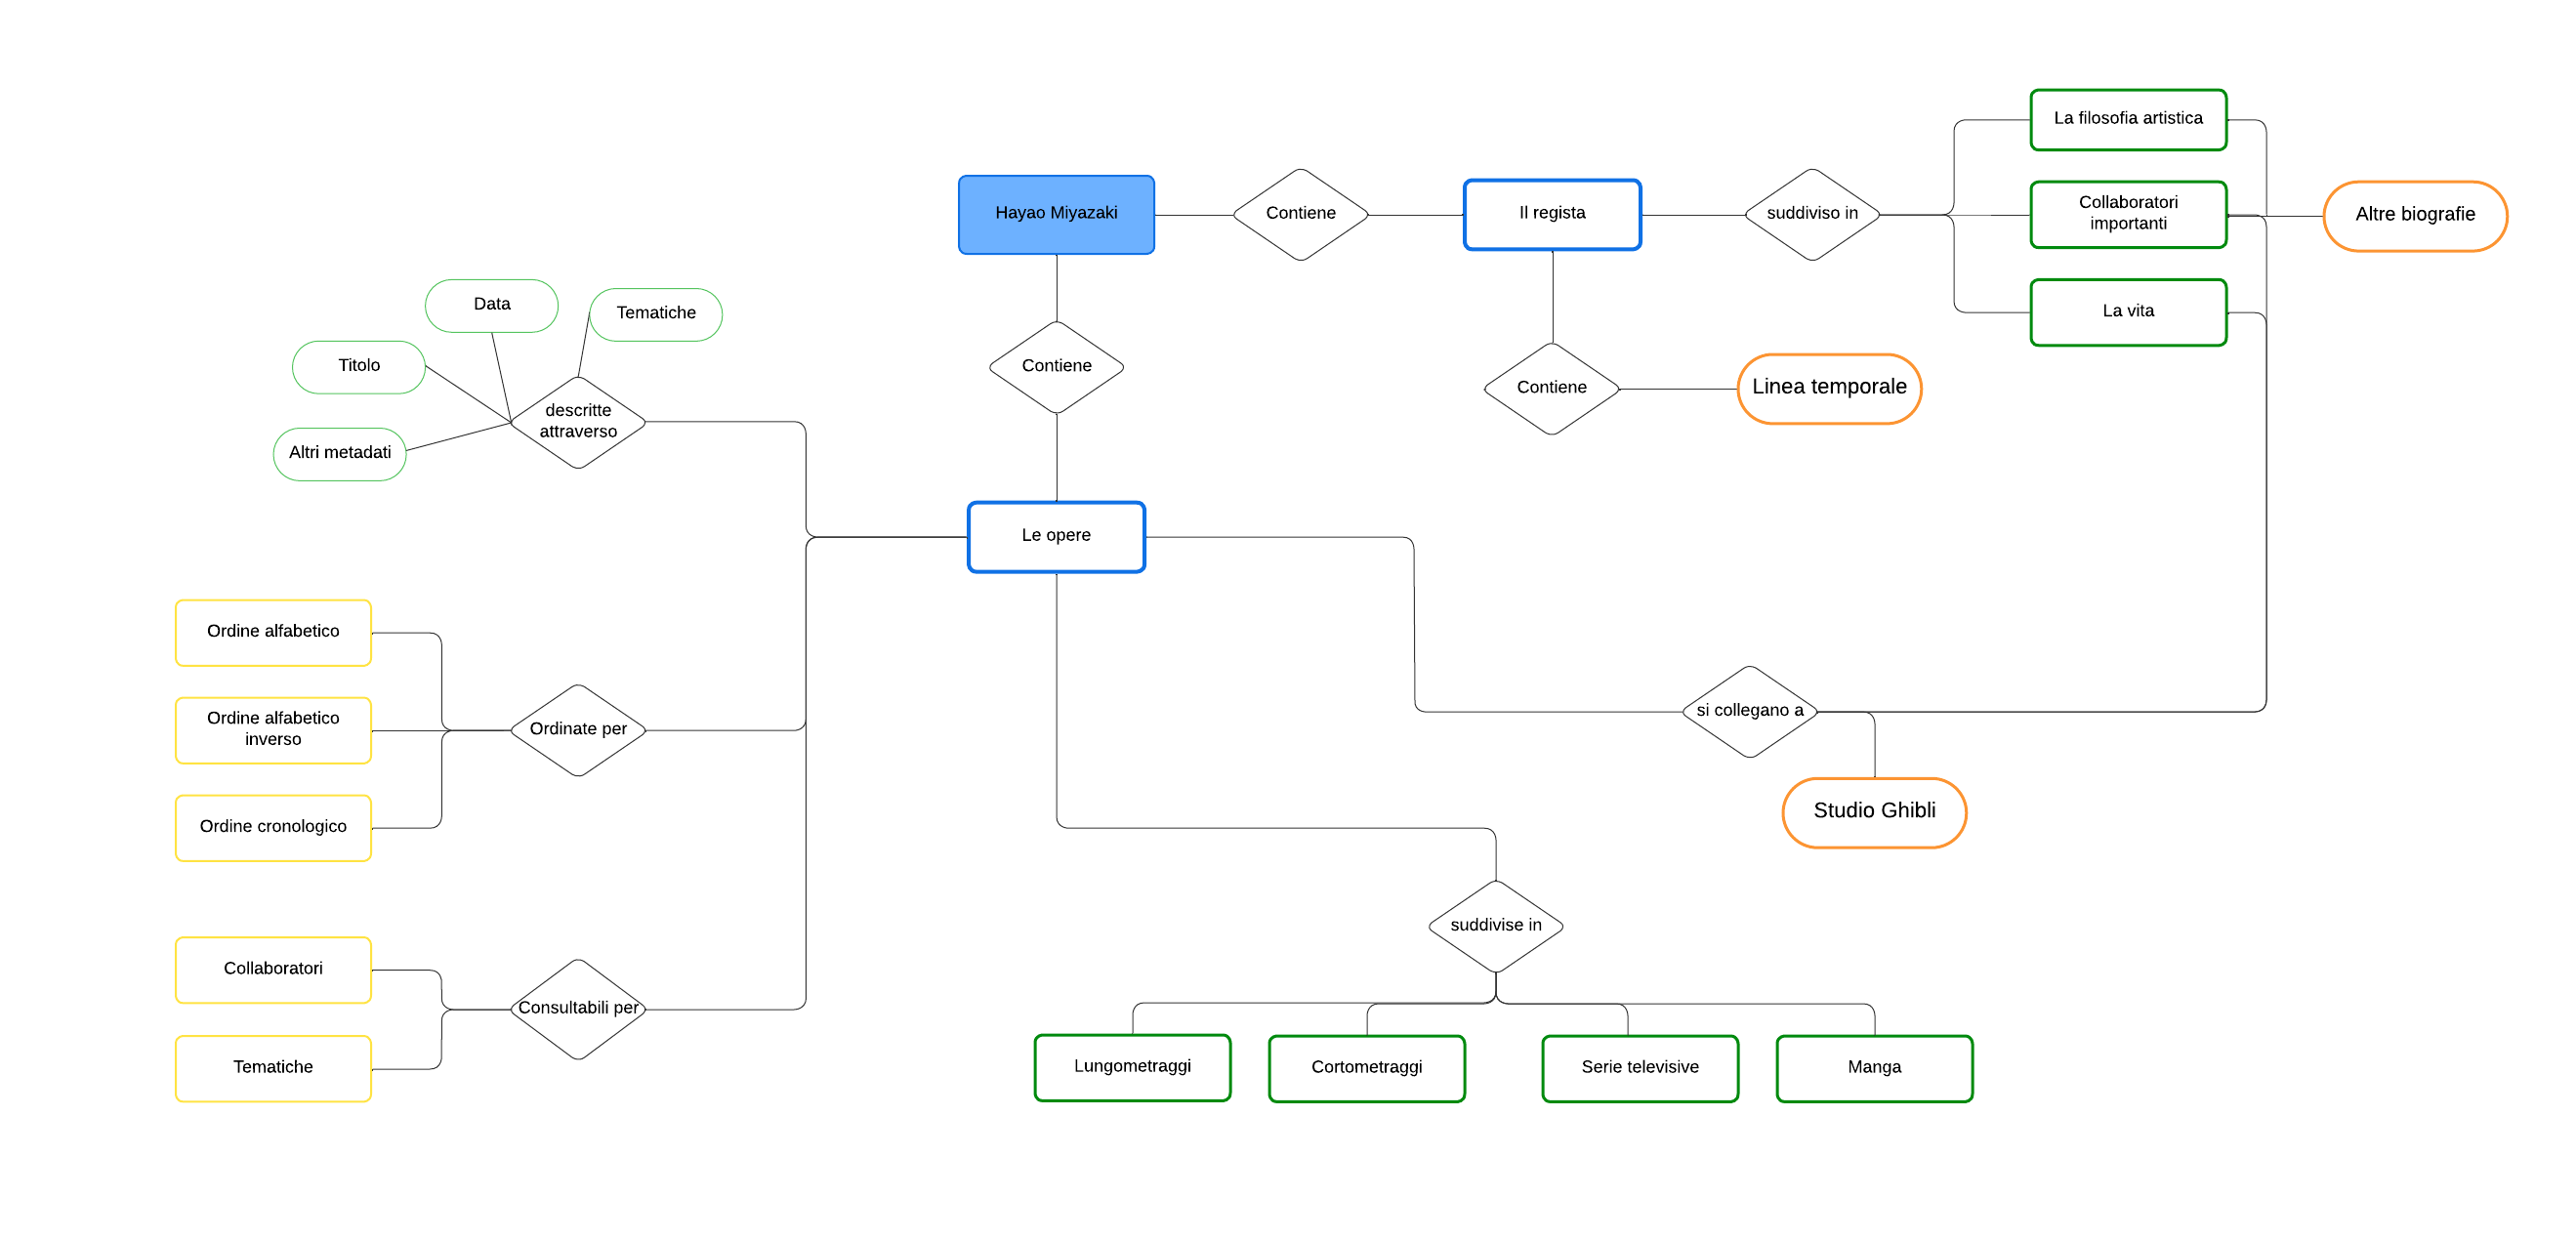 La filosofia artistica
Hayao Miyazaki
Contiene
Il regista
suddiviso in
Collaboratori
importanti
Altre biografie
Data
Tematiche
La vita
Titolo
Contiene
Contiene
Linea temporale
descritte
attraverso
Altri metadati
Le opere
Ordine alfabetico
Ordine alfabetico
inverso
Ordinate per
si collegano a
Ordine cronologico
Studio Ghibli
suddivise in
Collaboratori
Consultabili per
Tematiche
Lungometraggi
Cortometraggi
Serie televisive
Manga